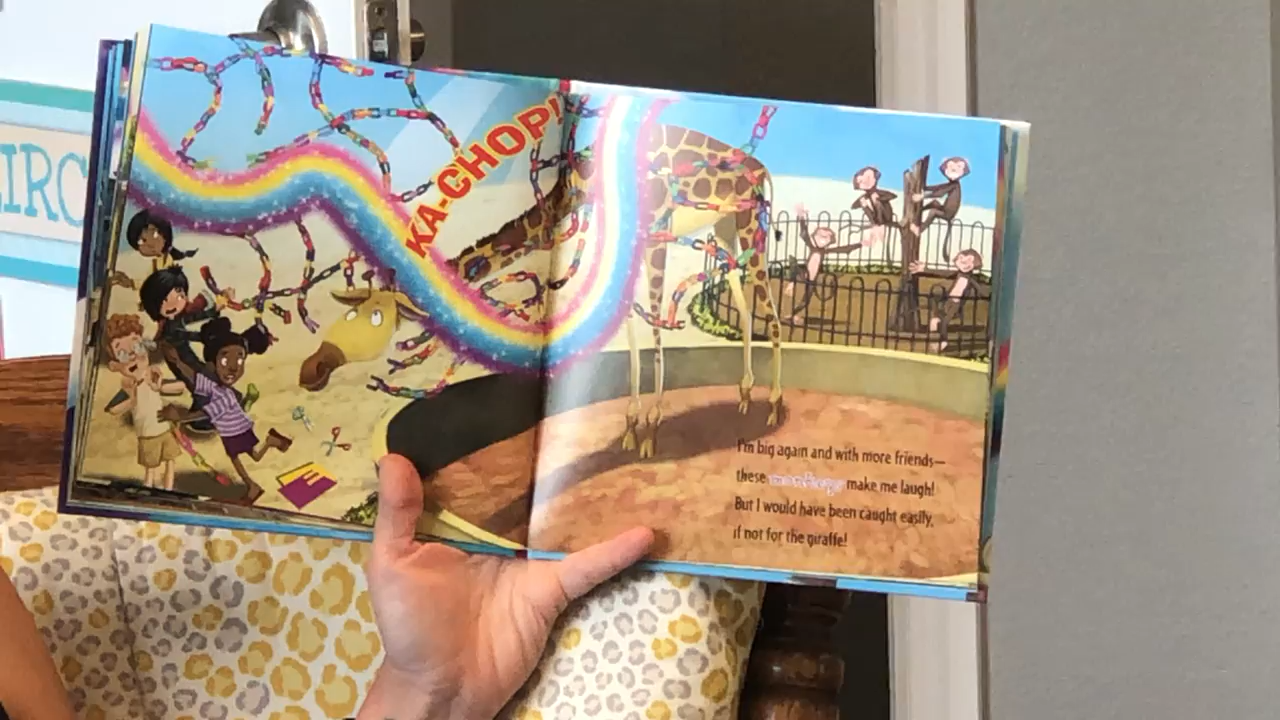 IRC
KA-CHOP!
I'm big again and with more friends—
these monkeys make me laugh!
But I would have been caught easily,
if not for the giraffe!